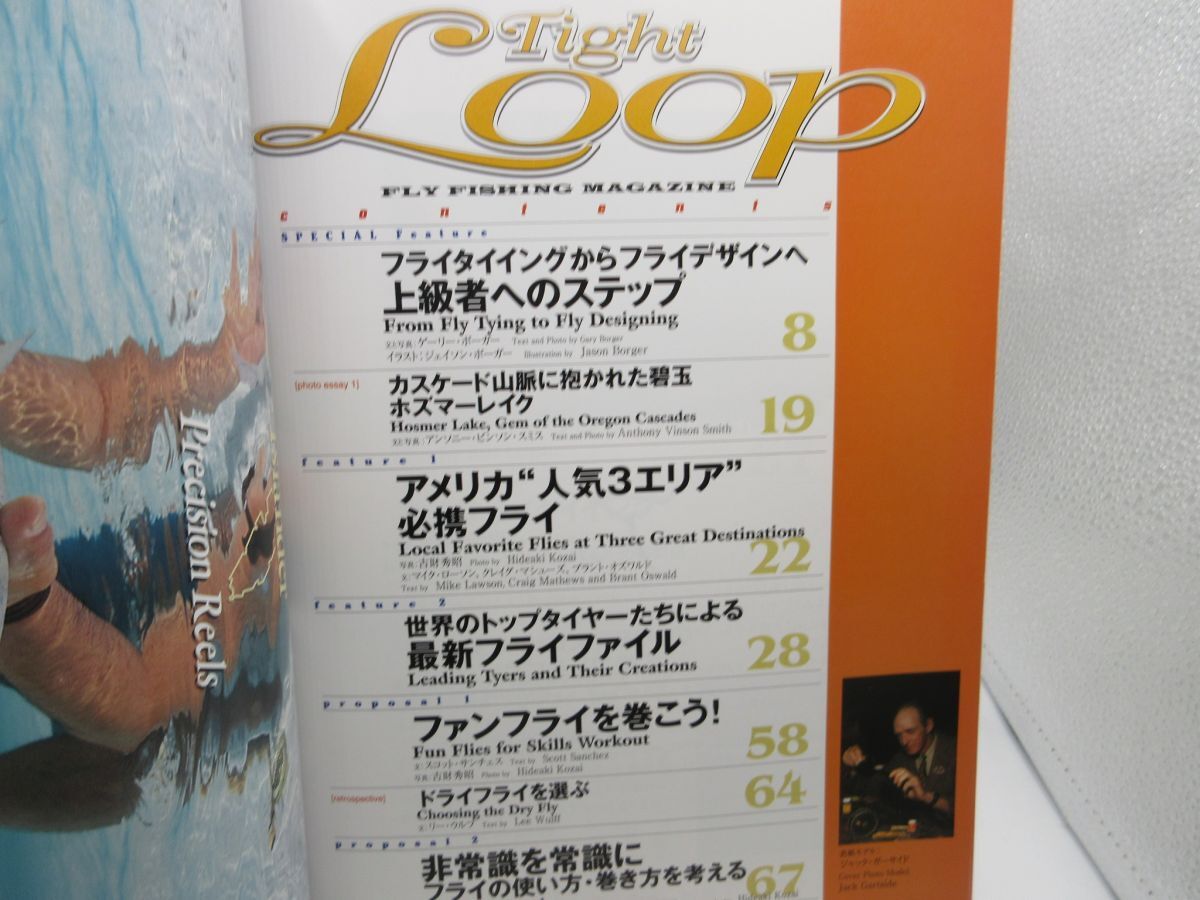 Tight
Loop
FLY FISHING MAGAZINE
contents
SPECIAL Feature
フライタイイングからフライデザインへ
上級者へのステップ
From Fly Tying to Fly Designing
文と写真:ゲーリー・ボーガー Text and Photo by Gary Borger
イラスト:ジェイソン・ボーガー Illustration by Jason Borger
8
[photo essay 1]
カスケード山脈に抱かれた碧玉
ホズマーレイク
Hosmer Lake, Gem of the Oregon Cascades
文と写真:アンソニー・ビンソン・スミス Text and Photo by Anthony Vinson Smith
19
feature 1
アメリカ“人気3エリア”
必携フライ
Local Favorite Flies at Three Great Destinations
写真:古財秀昭 Photo by Hideaki Kozai
文:マイク・ローソン、クレイグ・マシューズ、ブラント・オズワルド
Text by Mike Lawson, Craig Mathews and Brant Oswald
22
feature 2
世界のトップタイヤーたちによる
最新フライファイル
Leading Tyers and Their Creations
28
proposal 1
ファンフライを巻こう!
Fun Flies for Skills Workout
文:スコット・サンチェス Text by Scott Sanchez
写真:古財秀昭 Photo by Hideaki Kozai
58
[retrospective]
ドライフライを選ぶ
Choosing the Dry Fly
文:リー・ウルフ Text by Lee Wulff
64
proposal 2
非常識を常識に
フライの使い方・巻き方を考える
67
Hideaki Kozai
Precision Reels
表紙モデル:
ジャック・ガーサイド
Cover Photo Model:
Jack Gartside